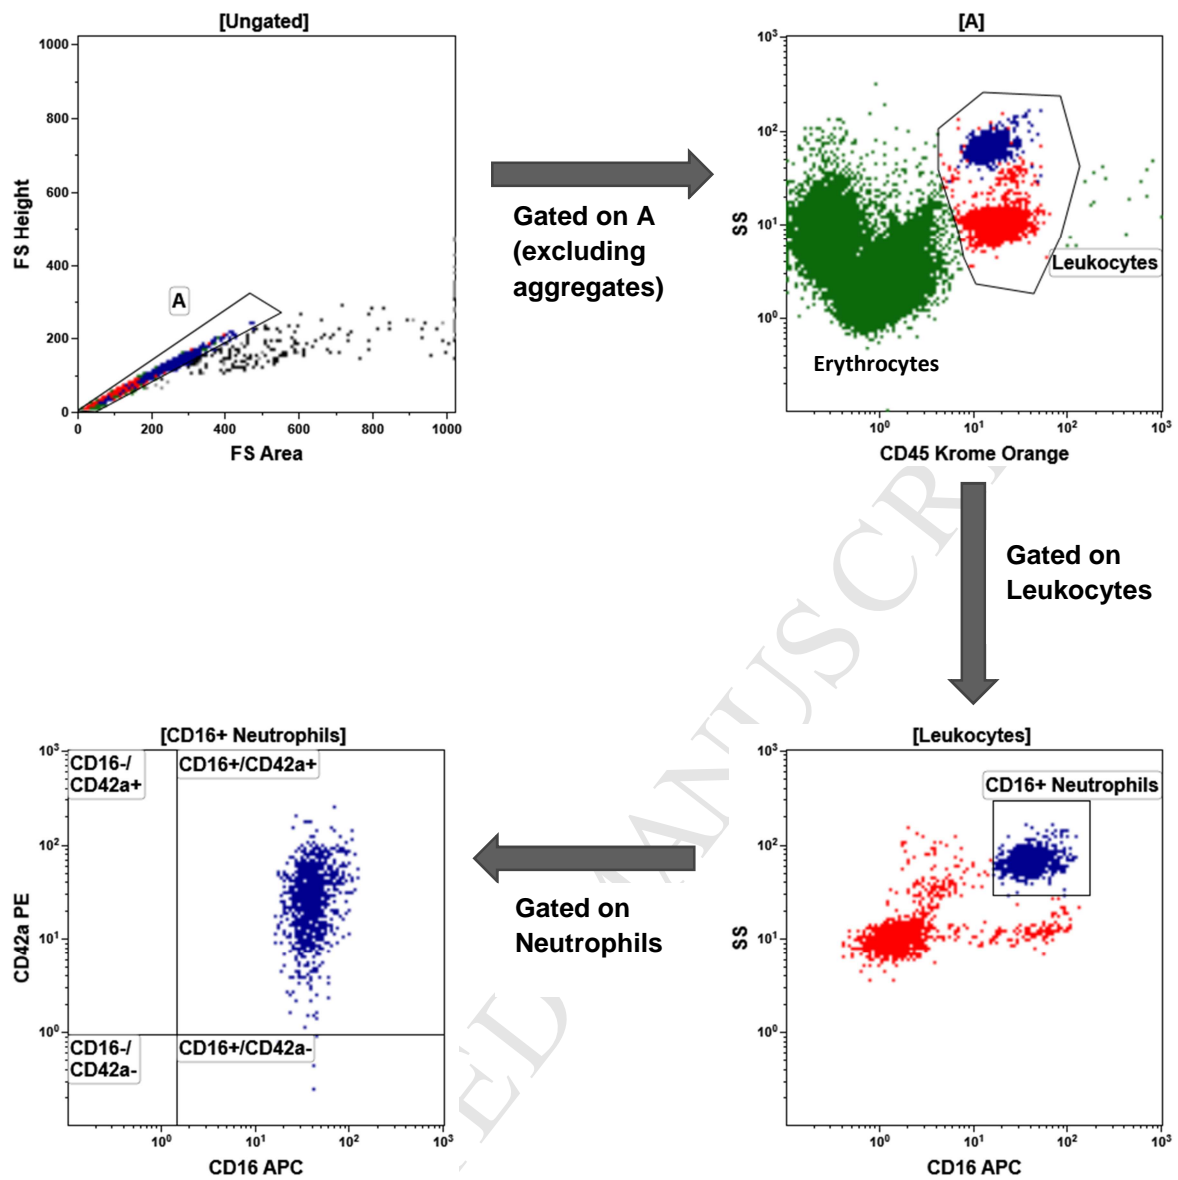 [Ungated]
1000
800
600
400
200
0
FS Height
A
0 200 400 600 800 1000
FS Area
Gated on A
(excluding
aggregates)
[A]
10³
10²
10¹
10⁰
SS
Leukocytes
Erythrocytes
10⁰ 10¹ 10² 10³
CD45 Krome Orange
Gated on
Leukocytes
[Leukocytes]
10³
10²
10¹
10⁰
SS
CD16+ Neutrophils
10⁰ 10¹ 10² 10³
CD16 APC
Gated on
Neutrophils
[CD16+ Neutrophils]
10³
10²
10¹
10⁰
CD42a PE
CD16-/
CD42a+
CD16+/CD42a+
CD16-/
CD42a-
CD16+/CD42a-
10⁰ 10¹ 10² 10³
CD16 APC